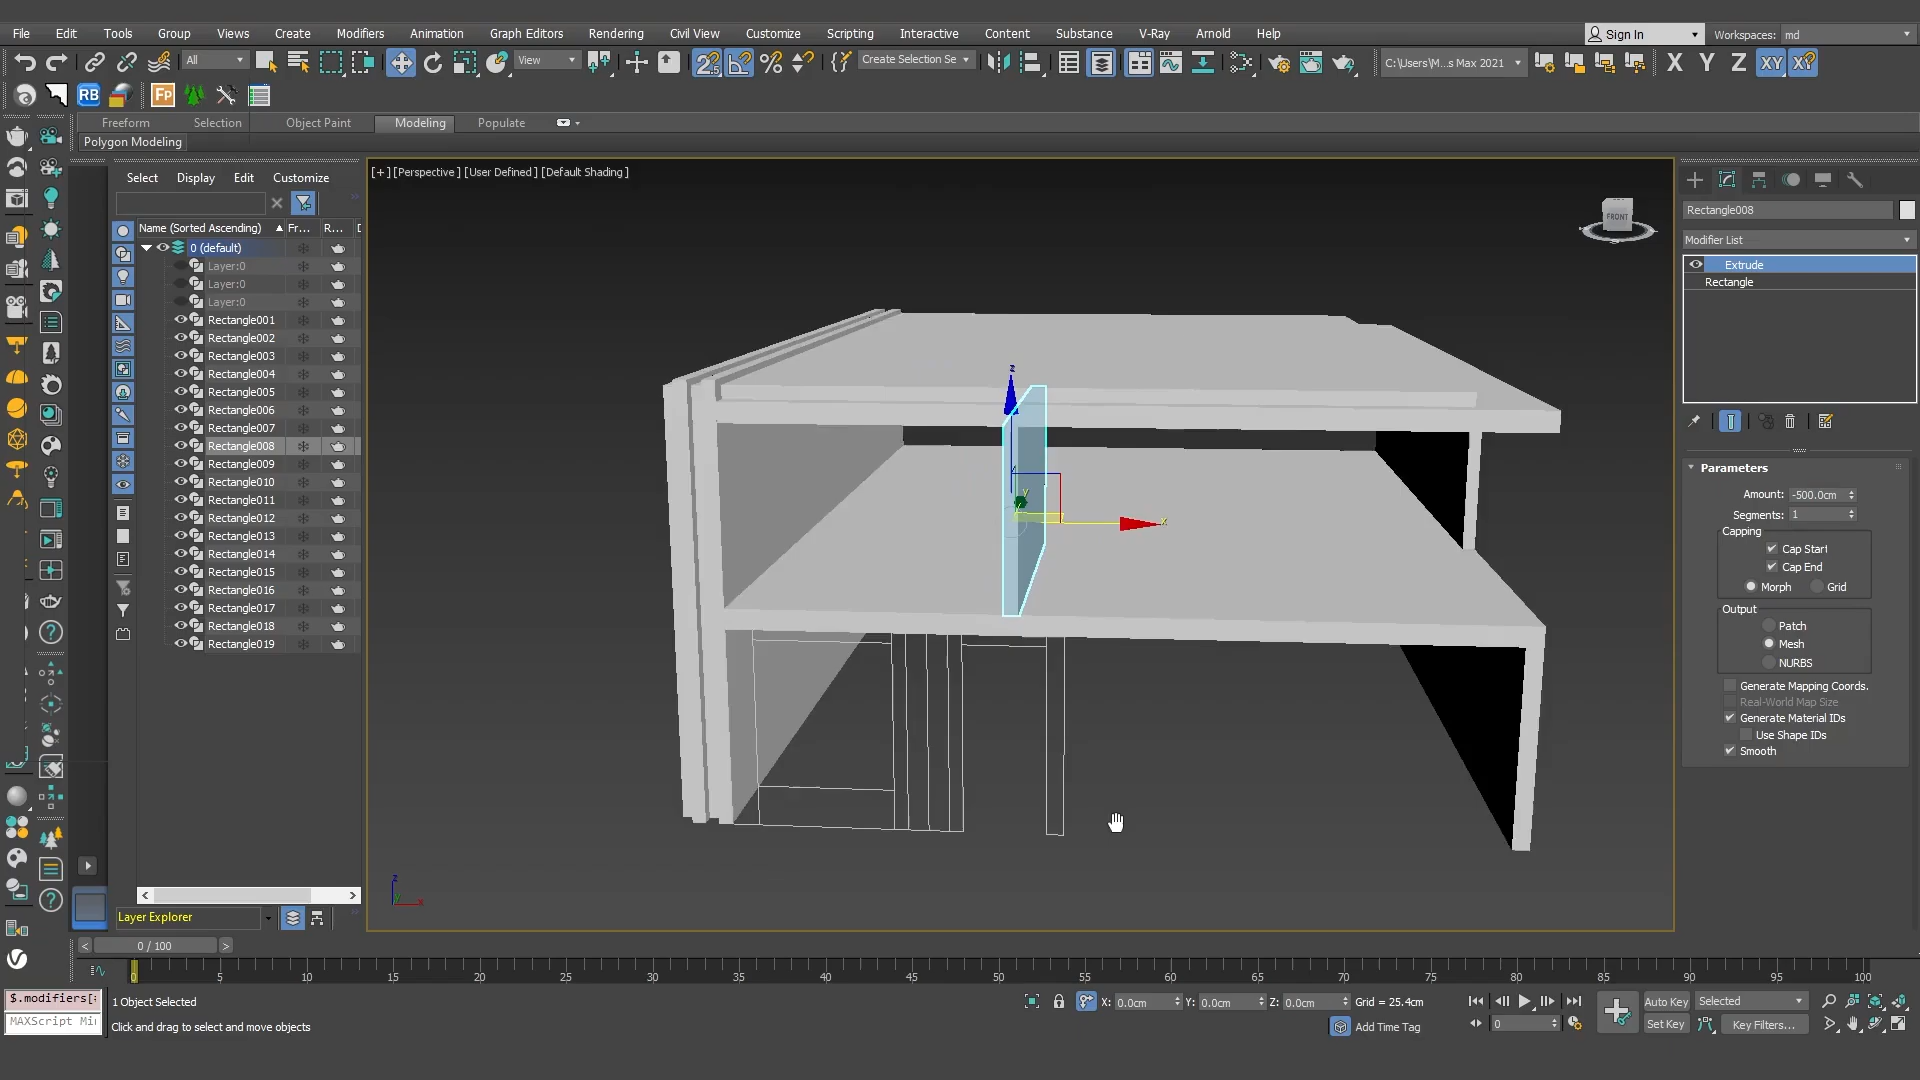 File Edit Tools Group Views Create Modifiers Animation Graph Editors Rendering Civil View Customize Scripting Interactive Content Substance V-Ray Arnold Help
Sign In
Workspaces: md
All
View
Create Selection Se
C:\Users\M...s Max 2021
X Y Z XY
RB Fp
Freeform Selection Object Paint Modeling Populate
Polygon Modeling
Select Display Edit Customize
Name (Sorted Ascending) Fr... R...
0 (default)
Layer:0
Layer:0
Layer:0
Rectangle001
Rectangle002
Rectangle003
Rectangle004
Rectangle005
Rectangle006
Rectangle007
Rectangle008
Rectangle009
Rectangle010
Rectangle011
Rectangle012
Rectangle013
Rectangle014
Rectangle015
Rectangle016
Rectangle017
Rectangle018
Rectangle019
Layer Explorer
[+] [Perspective] [User Defined] [Default Shading]
FRONT
z
y
x
z
x
Rectangle008
Modifier List
Extrude
Rectangle
Parameters
Amount: -500.0cm
Segments: 1
Capping
Cap Start
Cap End
Morph Grid
Output
Patch
Mesh
NURBS
Generate Mapping Coords.
Real-World Map Size
Generate Material IDs
Use Shape IDs
Smooth
< 0 / 100 >
0 5 10 15 20 25 30 35 40 45 50 55 60 65 70 75 80 85 90 95 100
$.modifiers[
MAXScript Mi
1 Object Selected
Click and drag to select and move objects
X: 0.0cm Y: 0.0cm Z: 0.0cm Grid = 25.4cm
Add Time Tag
0
Auto Key Selected
Set Key Key Filters...